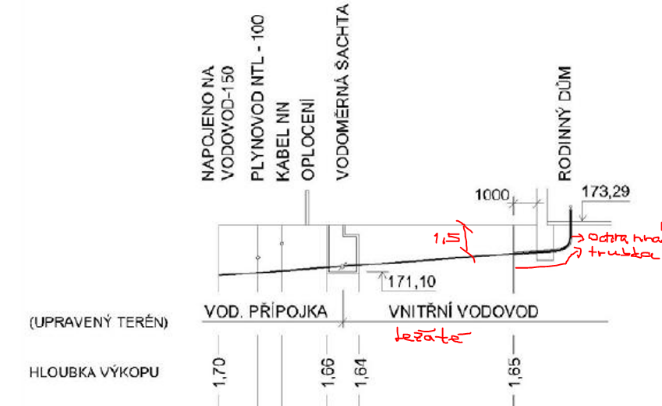 NAPOJENO NA
VODOVOD-150
PLYNOVOD NTL - 100
KABEL NN
OPLOCENÍ
VODOMĚRNÁ ŠACHTA
RODINNÝ DŮM
1000
173,29
1,5
trubka
171,10
VOD. PŘÍPOJKA
VNITŘNÍ VODOVOD
(UPRAVENÝ TERÉN)
ležaté
HLOUBKA VÝKOPU
1,70
1,66
1,64
1,65